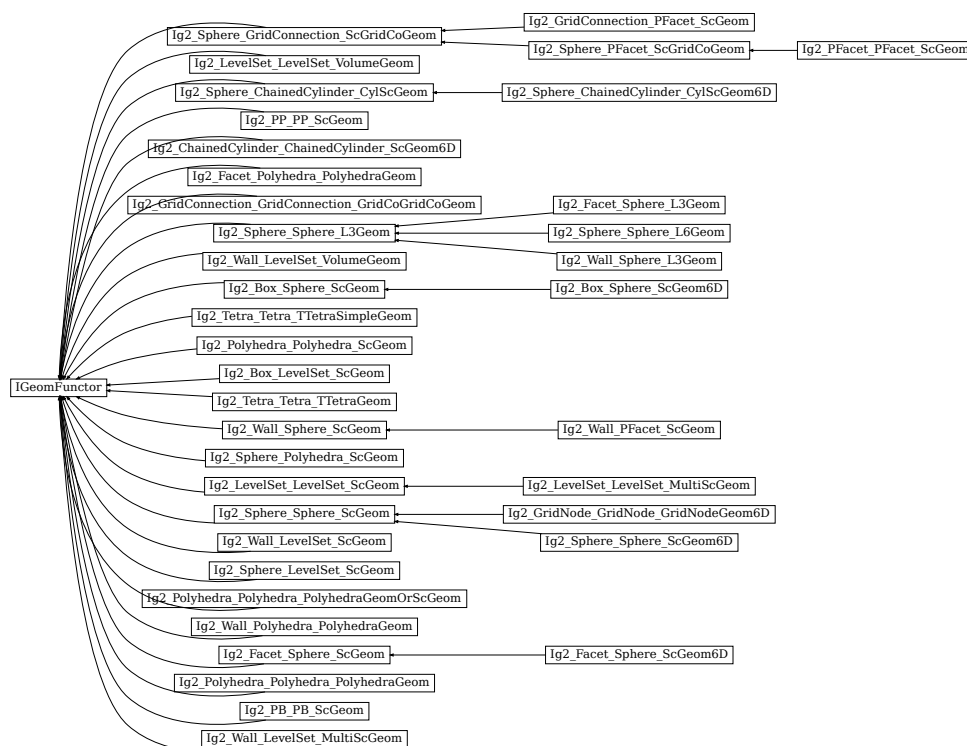 Ig2_GridConnection_PFacet_ScGeom
Ig2_Sphere_GridConnection_ScGridCoGeom
Ig2_Sphere_PFacet_ScGridCoGeom
Ig2_PFacet_PFacet_ScGeom
Ig2_LevelSet_LevelSet_VolumeGeom
Ig2_Sphere_ChainedCylinder_CylScGeom
Ig2_Sphere_ChainedCylinder_CylScGeom6D
Ig2_PP_PP_ScGeom
Ig2_ChainedCylinder_ChainedCylinder_ScGeom6D
Ig2_Facet_Polyhedra_PolyhedraGeom
Ig2_GridConnection_GridConnection_GridCoGridCoGeom
Ig2_Facet_Sphere_L3Geom
Ig2_Sphere_Sphere_L3Geom
Ig2_Sphere_Sphere_L6Geom
Ig2_Wall_LevelSet_VolumeGeom
Ig2_Wall_Sphere_L3Geom
Ig2_Box_Sphere_ScGeom
Ig2_Box_Sphere_ScGeom6D
Ig2_Tetra_Tetra_TTetraSimpleGeom
Ig2_Polyhedra_Polyhedra_ScGeom
Ig2_Box_LevelSet_ScGeom
IGeomFunctor
Ig2_Tetra_Tetra_TTetraGeom
Ig2_Wall_Sphere_ScGeom
Ig2_Wall_PFacet_ScGeom
Ig2_Sphere_Polyhedra_ScGeom
Ig2_LevelSet_LevelSet_ScGeom
Ig2_LevelSet_LevelSet_MultiScGeom
Ig2_Sphere_Sphere_ScGeom
Ig2_GridNode_GridNode_GridNodeGeom6D
Ig2_Wall_LevelSet_ScGeom
Ig2_Sphere_Sphere_ScGeom6D
Ig2_Sphere_LevelSet_ScGeom
Ig2_Polyhedra_Polyhedra_PolyhedraGeomOrScGeom
Ig2_Wall_Polyhedra_PolyhedraGeom
Ig2_Facet_Sphere_ScGeom
Ig2_Facet_Sphere_ScGeom6D
Ig2_Polyhedra_Polyhedra_PolyhedraGeom
Ig2_PB_PB_ScGeom
Ig2_Wall_LevelSet_MultiScGeom